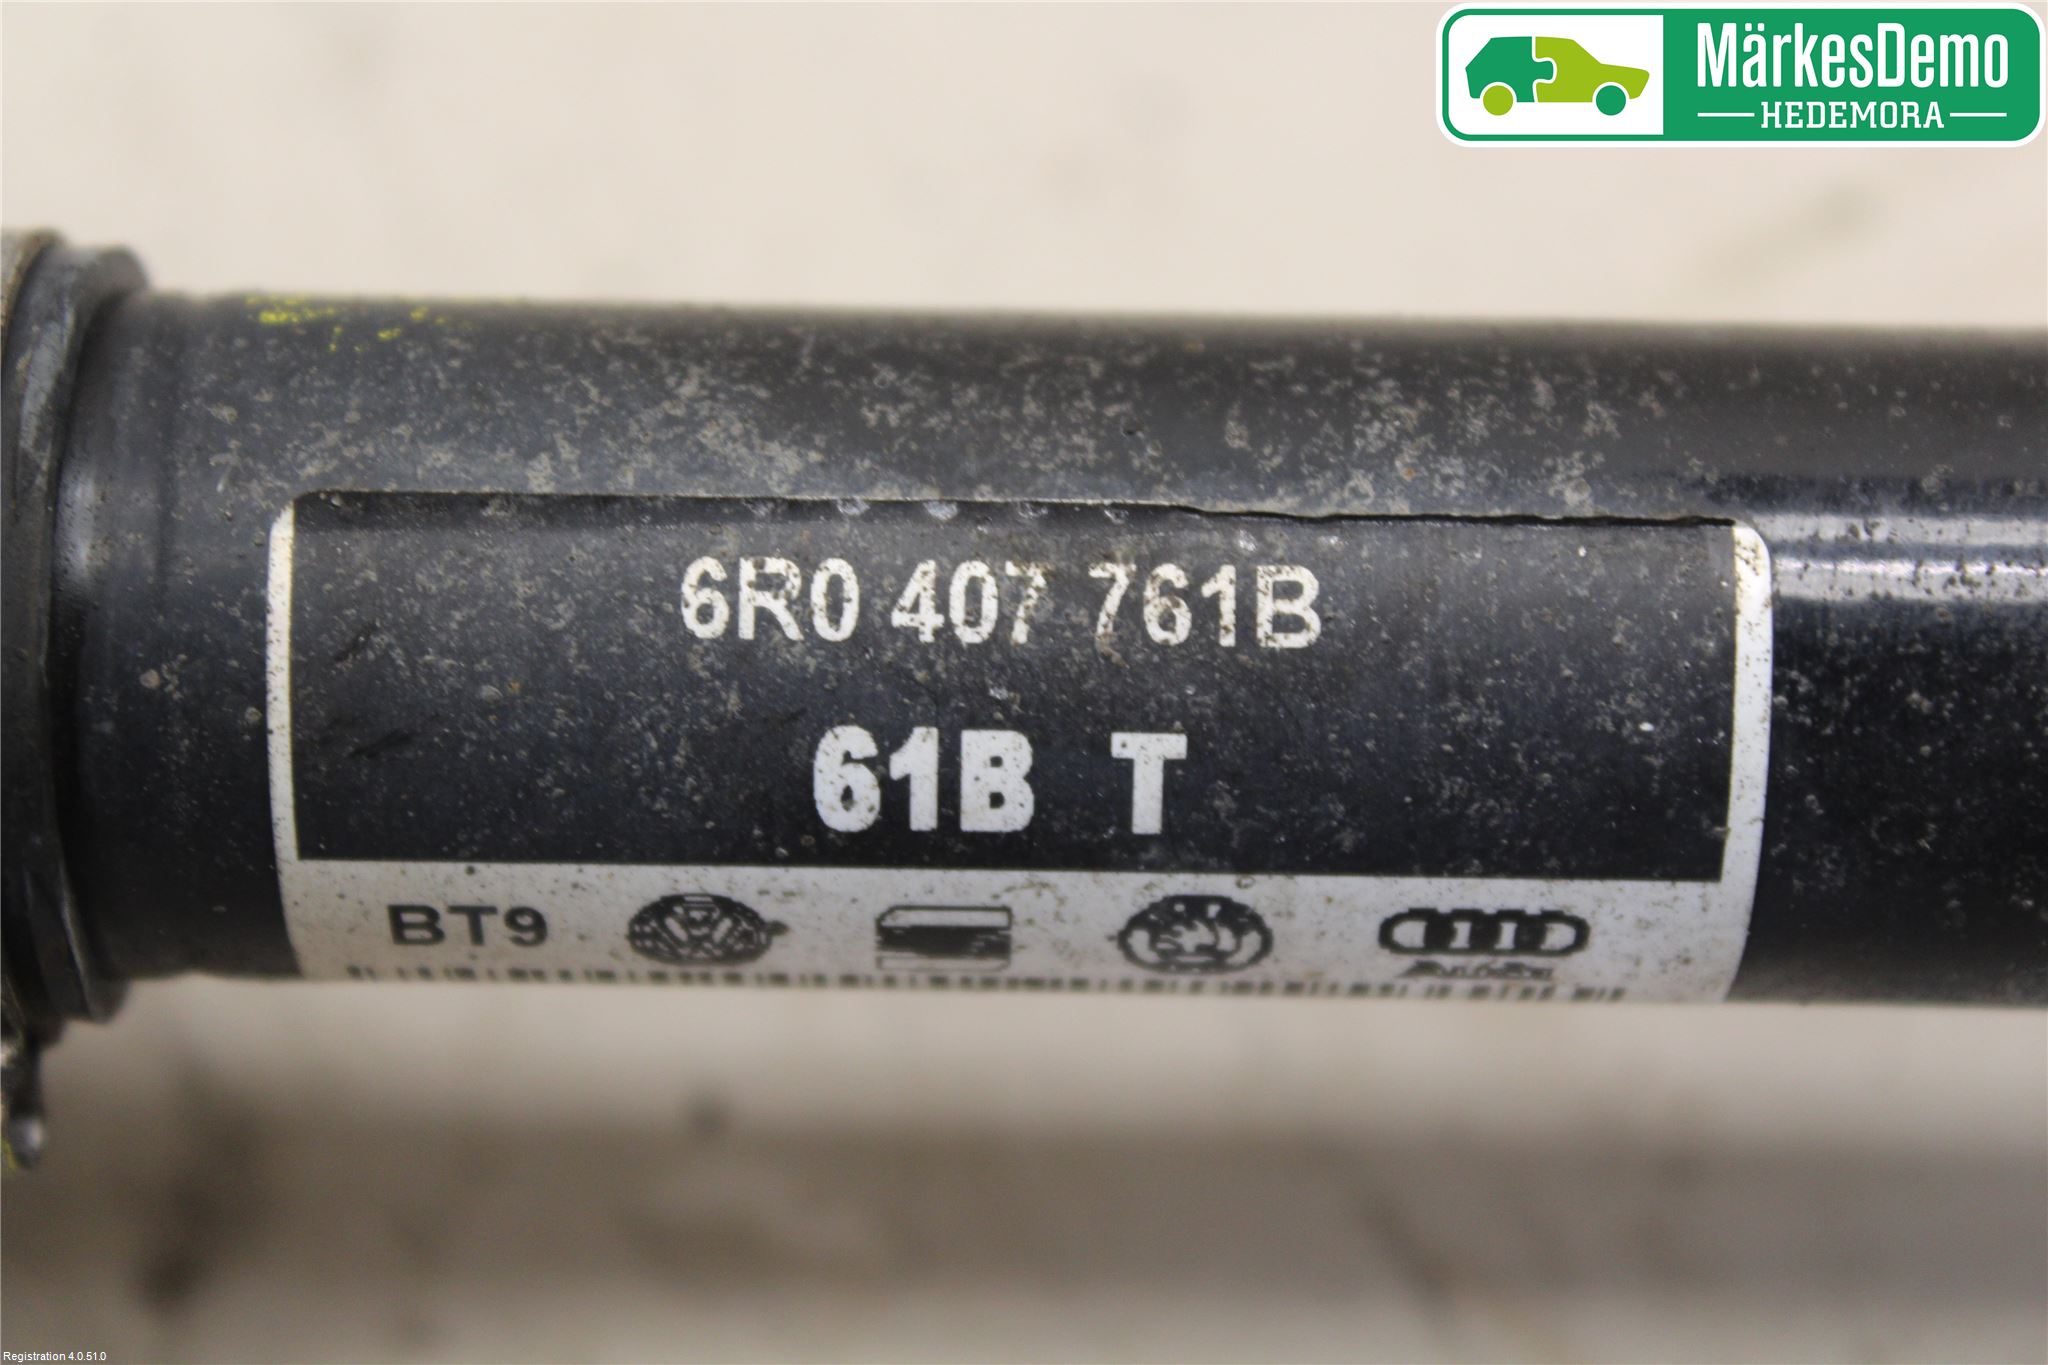 MärkesDemo
HEDEMORA
6R0 407 761B
61B T
BT9
Registration 4.0.51.0